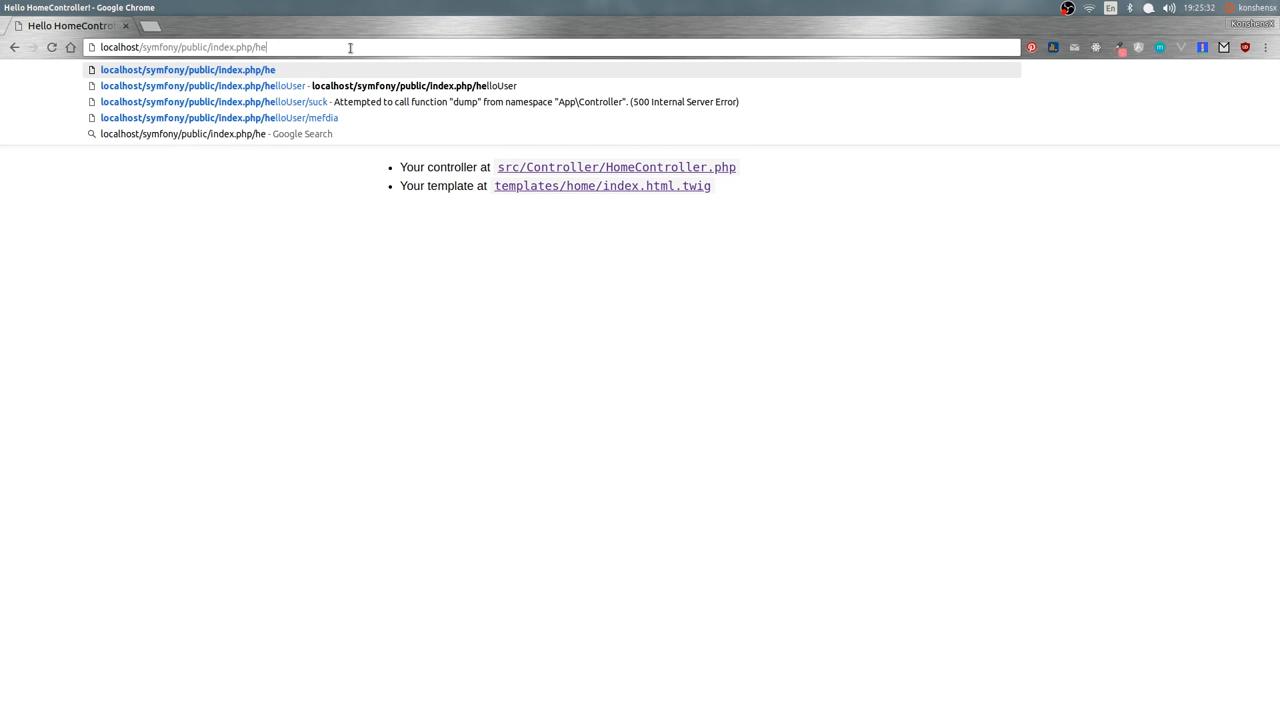 Hello HomeController! - Google Chrome
En
19:25:32
konshensx
Hello HomeControl
KonshensX
localhost/symfony/public/index.php/he
localhost/symfony/public/index.php/he
localhost/symfony/public/index.php/helloUser - localhost/symfony/public/index.php/helloUser
localhost/symfony/public/index.php/helloUser/suck - Attempted to call function "dump" from namespace "App\Controller". (500 Internal Server Error)
localhost/symfony/public/index.php/helloUser/mefdia
localhost/symfony/public/index.php/he - Google Search
• Your controller at src/Controller/HomeController.php
• Your template at templates/home/index.html.twig